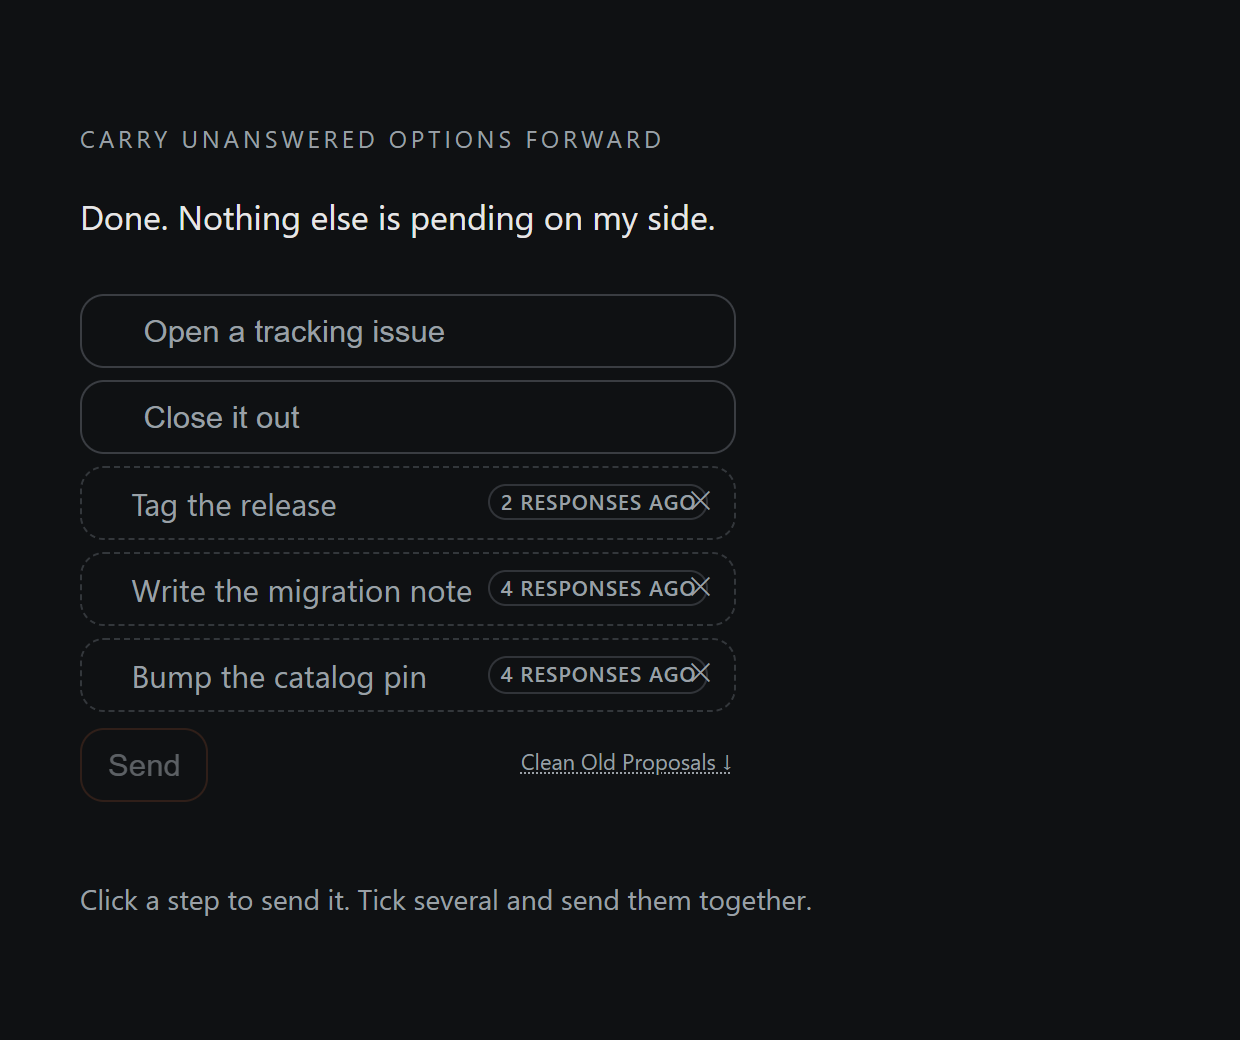 CARRY UNANSWERED OPTIONS FORWARD
Done. Nothing else is pending on my side.
Open a tracking issue
Close it out
Tag the release 2 RESPONSES AGO
Write the migration note 4 RESPONSES AGO
Bump the catalog pin 4 RESPONSES AGO
Send Clean Old Proposals ↓
Click a step to send it. Tick several and send them together.